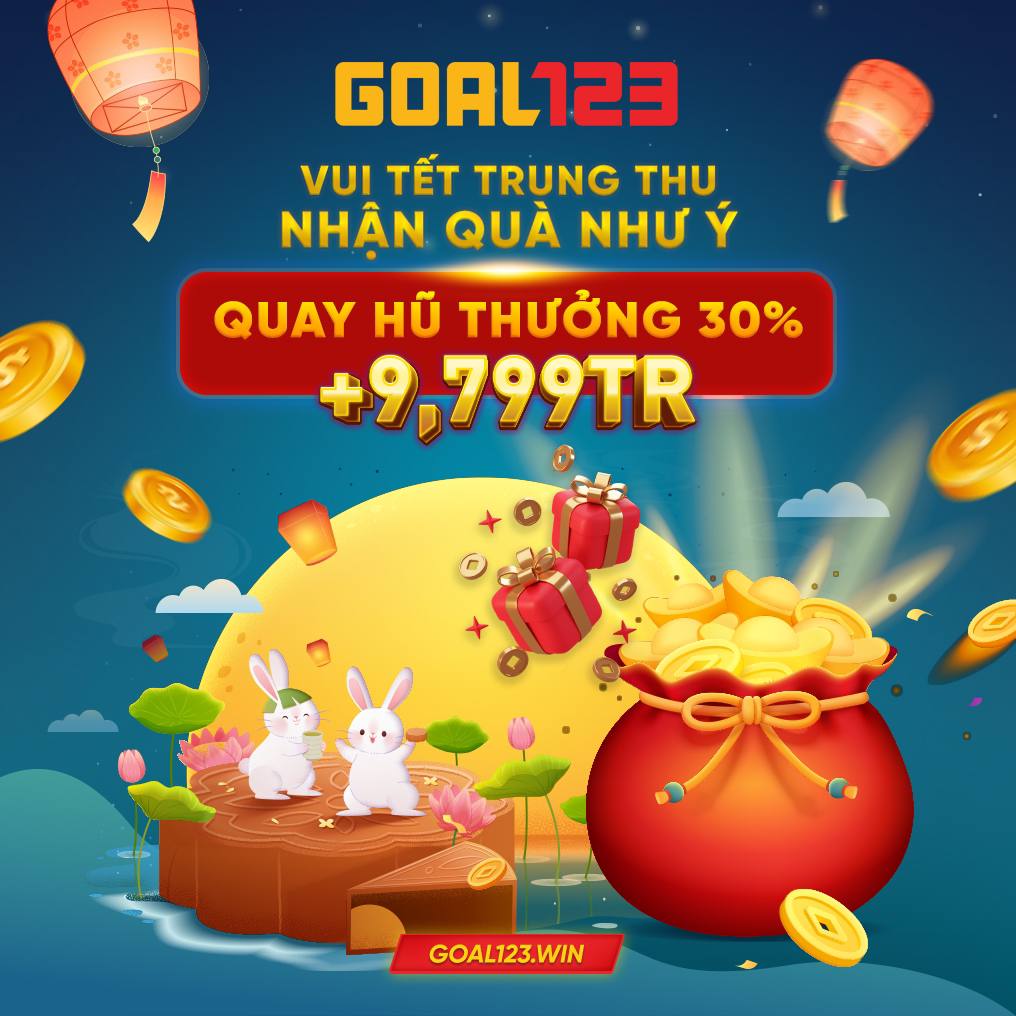 GOAL123
VUI TẾT TRUNG THU
NHẬN QUÀ NHƯ Ý
QUAY HŨ THƯỞNG 30%
+9,799TR
GOAL123.WIN